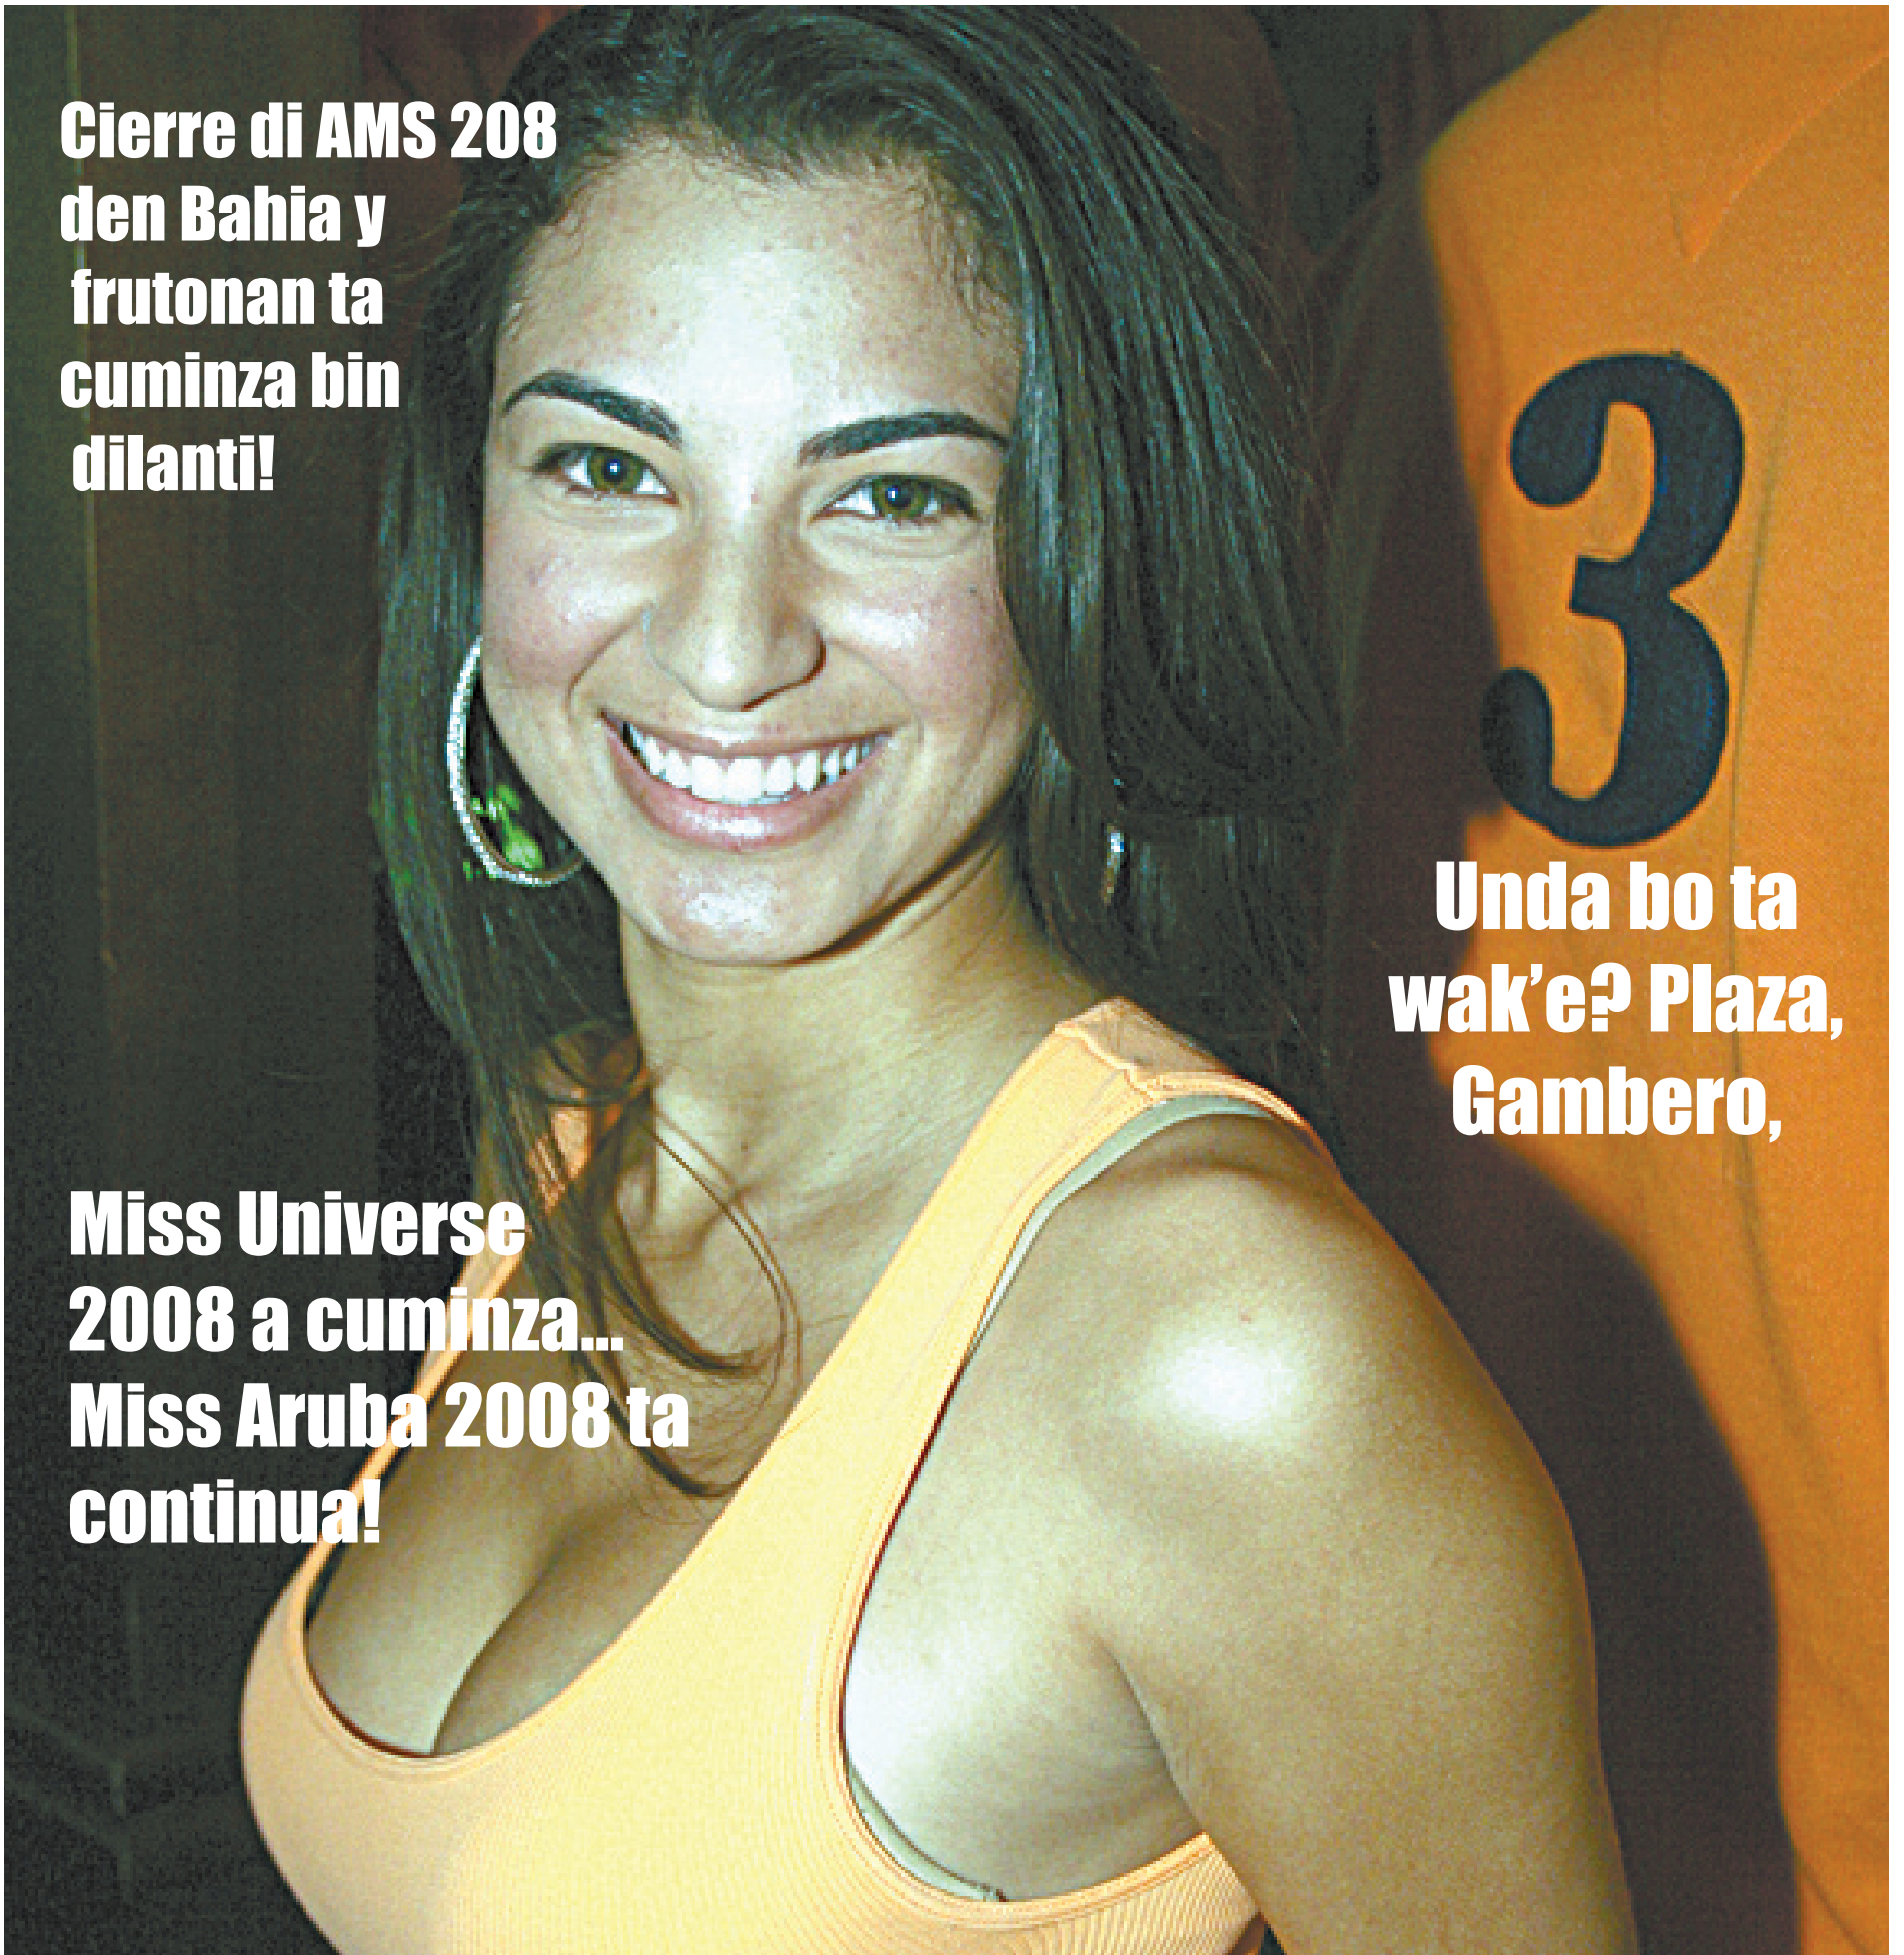 Cierre di AMS 208
den Bahia y
frutonan ta
cuminza bin
dilanti!
3
Unda bo ta
wak’e? Plaza,
Gambero,
Miss Universe
2008 a cuminza...
Miss Aruba 2008 ta
continua!